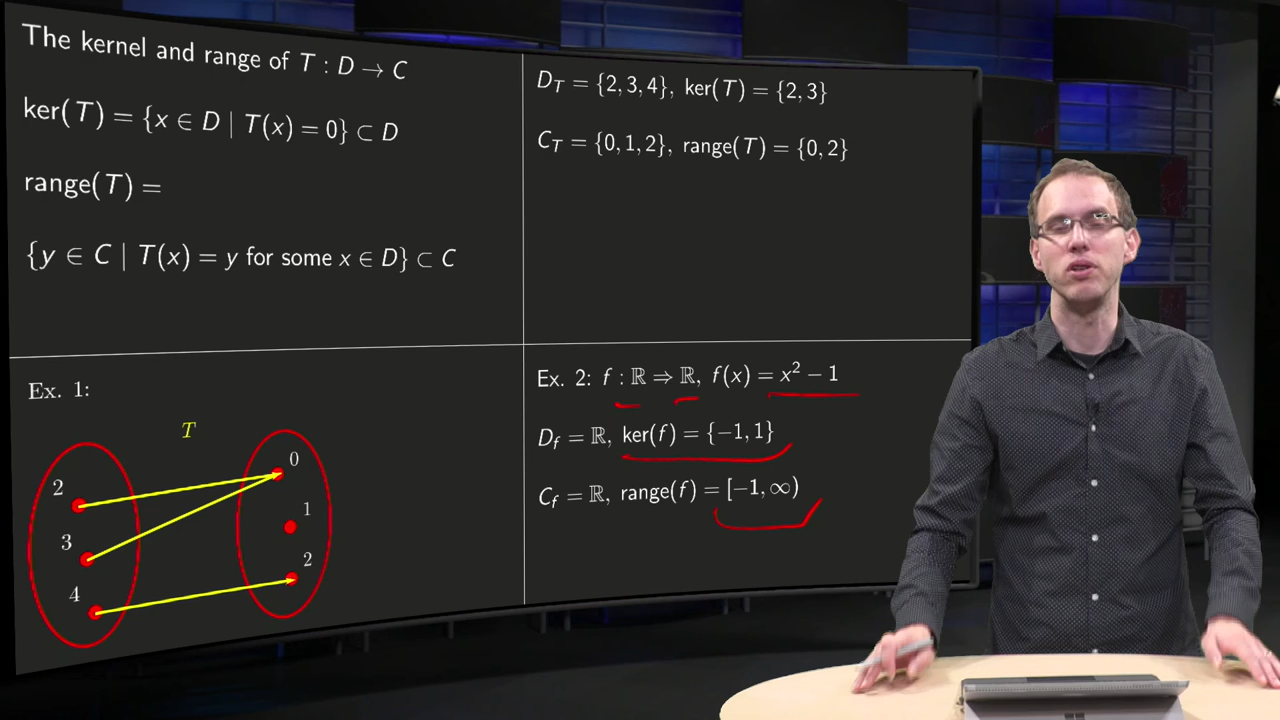 The kernel and range of T : D → C
ker(T) = {x ∈ D | T(x) = 0} ⊂ D
range(T) =
{y ∈ C | T(x) = y for some x ∈ D} ⊂ C
D_T = {2, 3, 4}, ker(T) = {2, 3}
C_T = {0, 1, 2}, range(T) = {0, 2}
Ex. 1:
T
2
3
4
0
1
2
Ex. 2: f : ℝ ⇒ ℝ, f(x) = x² − 1
D_f = ℝ, ker(f) = {−1, 1}
C_f = ℝ, range(f) = [−1, ∞)